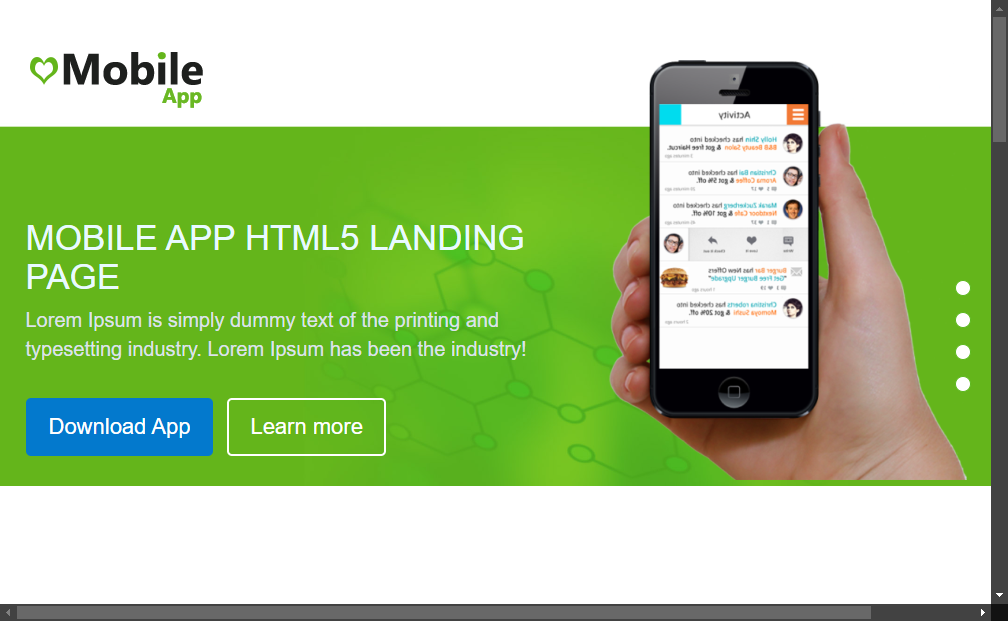 Mobile
App
MOBILE APP HTML5 LANDING
PAGE
Lorem Ipsum is simply dummy text of the printing and
typesetting industry. Lorem Ipsum has been the industry!
Download App
Learn more
Activity
Holly Shin has checked into
B&B Beauty Salon & got free Haircut.
Christian Bai has checked into
Aroma Coffee & got 5% off.
Marak Zuckerberg has checked into
Nextdoor Cafe & got 10% off.
Burger Bar has New Offers
"Get Free Burger Upgrade"
Christina roberts has checked into
Momoya Sushi & got 20% off.